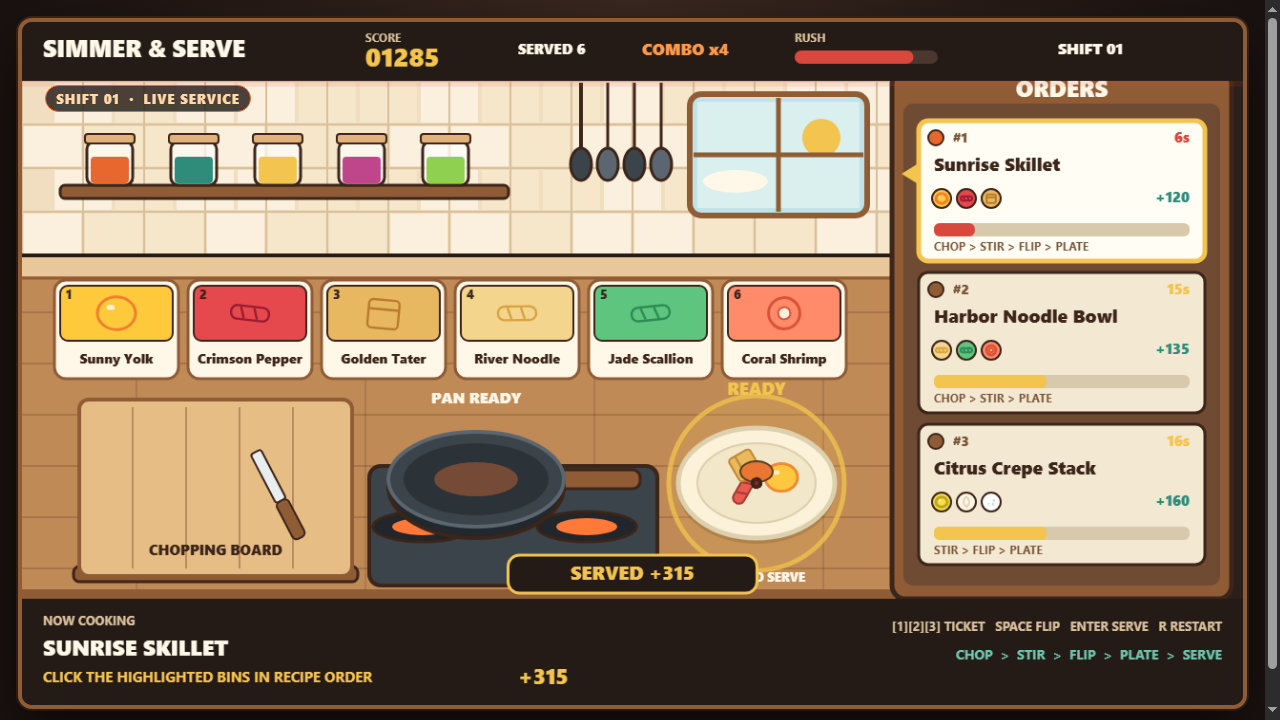 SIMMER & SERVE
SCORE
01285
SERVED 6
COMBO x4
RUSH
SHIFT 01
SHIFT 01 · LIVE SERVICE
ORDERS
#1
6s
Sunrise Skillet
+120
CHOP > STIR > FLIP > PLATE
#2
15s
Harbor Noodle Bowl
+135
CHOP > STIR > PLATE
#3
16s
Citrus Crepe Stack
+160
STIR > FLIP > PLATE
1
Sunny Yolk
2
Crimson Pepper
3
Golden Tater
4
River Noodle
5
Jade Scallion
6
Coral Shrimp
PAN READY
READY
CHOPPING BOARD
SERVED +315
SERVE
NOW COOKING
SUNRISE SKILLET
CLICK THE HIGHLIGHTED BINS IN RECIPE ORDER
+315
[1][2][3] TICKET SPACE FLIP ENTER SERVE R RESTART
CHOP > STIR > FLIP > PLATE > SERVE